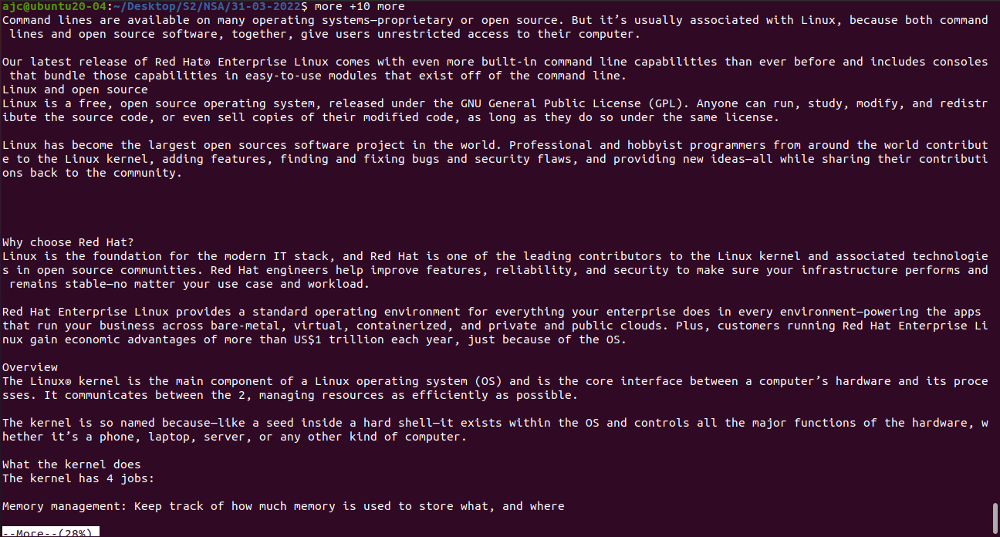 ajc@ubuntu20-04:~/Desktop/S2/NSA/31-03-2022$ more +10 more
Command lines are available on many operating systems—proprietary or open source. But it’s usually associated with Linux, because both command
 lines and open source software, together, give users unrestricted access to their computer.
Our latest release of Red Hat® Enterprise Linux comes with even more built-in command line capabilities than ever before and includes consoles
 that bundle those capabilities in easy-to-use modules that exist off of the command line.
Linux and open source
Linux is a free, open source operating system, released under the GNU General Public License (GPL). Anyone can run, study, modify, and redistr
ibute the source code, or even sell copies of their modified code, as long as they do so under the same license.
Linux has become the largest open sources software project in the world. Professional and hobbyist programmers from around the world contribut
e to the Linux kernel, adding features, finding and fixing bugs and security flaws, and providing new ideas—all while sharing their contributi
ons back to the community.
Why choose Red Hat?
Linux is the foundation for the modern IT stack, and Red Hat is one of the leading contributors to the Linux kernel and associated technologie
s in open source communities. Red Hat engineers help improve features, reliability, and security to make sure your infrastructure performs and
 remains stable—no matter your use case and workload.
Red Hat Enterprise Linux provides a standard operating environment for everything your enterprise does in every environment—powering the apps
that run your business across bare-metal, virtual, containerized, and private and public clouds. Plus, customers running Red Hat Enterprise Li
nux gain economic advantages of more than US$1 trillion each year, just because of the OS.
Overview
The Linux® kernel is the main component of a Linux operating system (OS) and is the core interface between a computer’s hardware and its proce
sses. It communicates between the 2, managing resources as efficiently as possible.
The kernel is so named because—like a seed inside a hard shell—it exists within the OS and controls all the major functions of the hardware, w
hether it’s a phone, laptop, server, or any other kind of computer.
What the kernel does
The kernel has 4 jobs:
Memory management: Keep track of how much memory is used to store what, and where
--More--(28%)